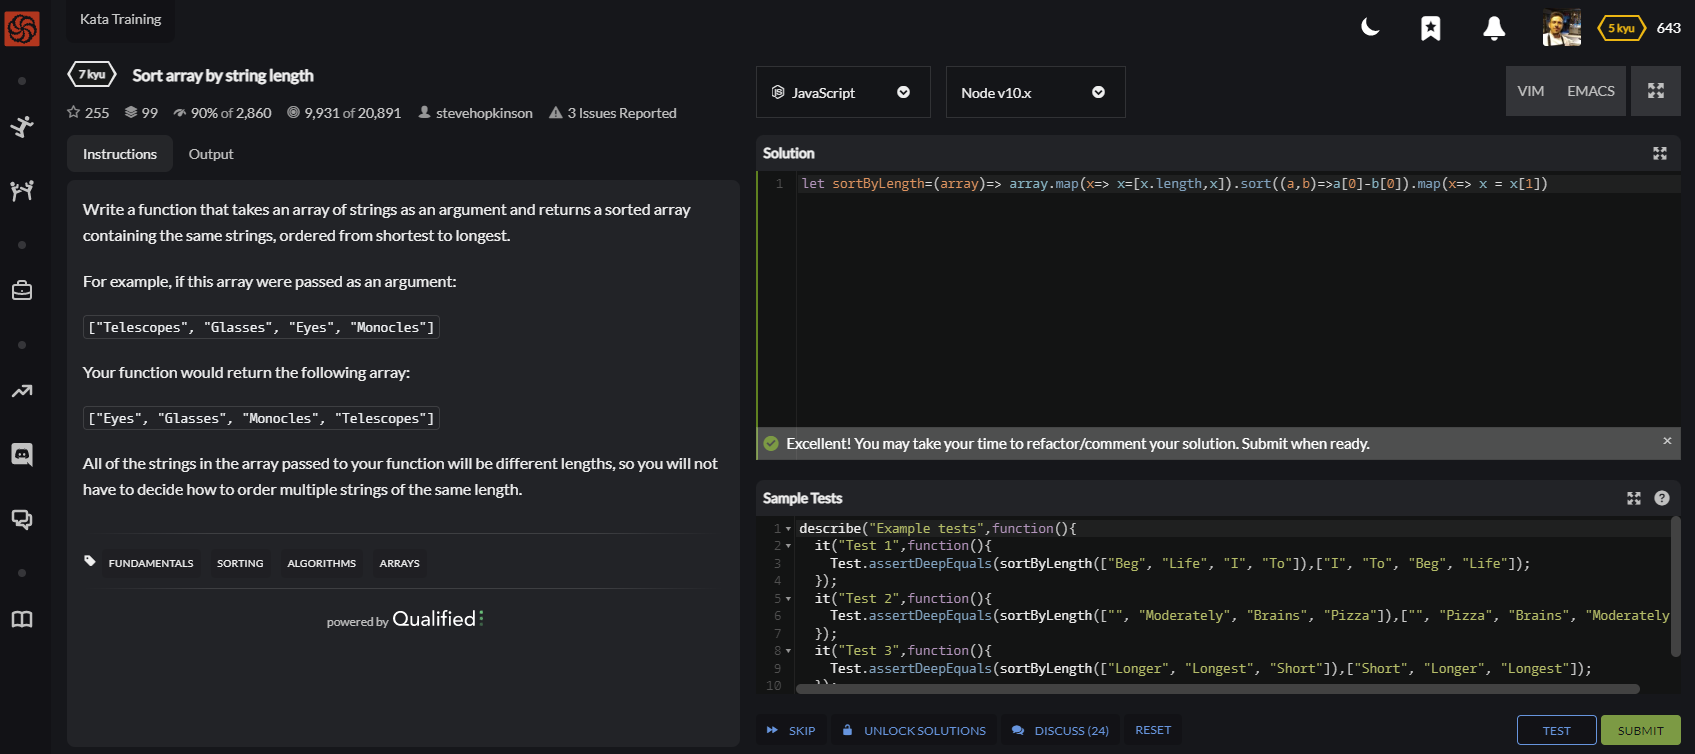 Kata Training
5 kyu 643
7 kyu Sort array by string length
255 99 90% of 2,860 9,931 of 20,891 stevehopkinson 3 Issues Reported
Instructions Output
Write a function that takes an array of strings as an argument and returns a sorted array
containing the same strings, ordered from shortest to longest.
For example, if this array were passed as an argument:
["Telescopes", "Glasses", "Eyes", "Monocles"]
Your function would return the following array:
["Eyes", "Glasses", "Monocles", "Telescopes"]
All of the strings in the array passed to your function will be different lengths, so you will not
have to decide how to order multiple strings of the same length.
FUNDAMENTALS SORTING ALGORITHMS ARRAYS
powered by Qualified
JavaScript Node v10.x VIM EMACS
Solution
1 let sortByLength=(array)=> array.map(x=> x=[x.length,x]).sort((a,b)=>a[0]-b[0]).map(x=> x = x[1])
Excellent! You may take your time to refactor/comment your solution. Submit when ready. ×
Sample Tests
1 describe("Example tests",function(){
2 it("Test 1",function(){
3 Test.assertDeepEquals(sortByLength(["Beg", "Life", "I", "To"]),["I", "To", "Beg", "Life"]);
4 });
5 it("Test 2",function(){
6 Test.assertDeepEquals(sortByLength(["", "Moderately", "Brains", "Pizza"]),["", "Pizza", "Brains", "Moderately
7 });
8 it("Test 3",function(){
9 Test.assertDeepEquals(sortByLength(["Longer", "Longest", "Short"]),["Short", "Longer", "Longest"]);
10 });
SKIP UNLOCK SOLUTIONS DISCUSS (24) RESET TEST SUBMIT